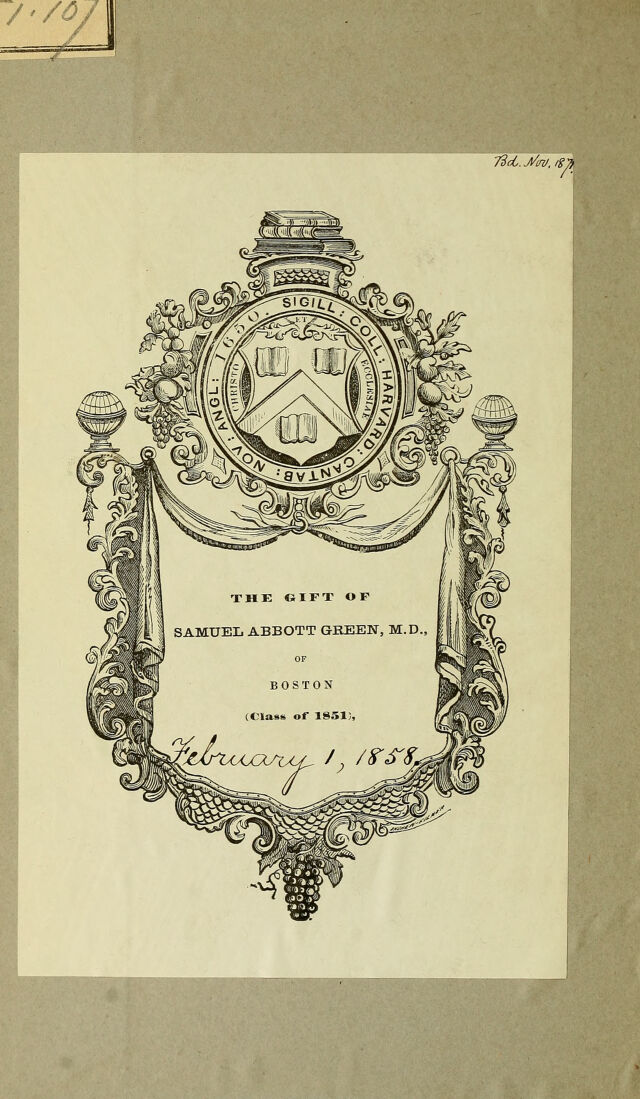 Bd. Nov. 187
SIGILL: COLL: HARVARD: CANTAB: NOV: ANGL: 1650.
CHRISTO ET ECCLESIAE
THE GIFT OF
SAMUEL ABBOTT GREEN, M.D.,
OF
BOSTON
(Class of 1851),
February 1, 1858.